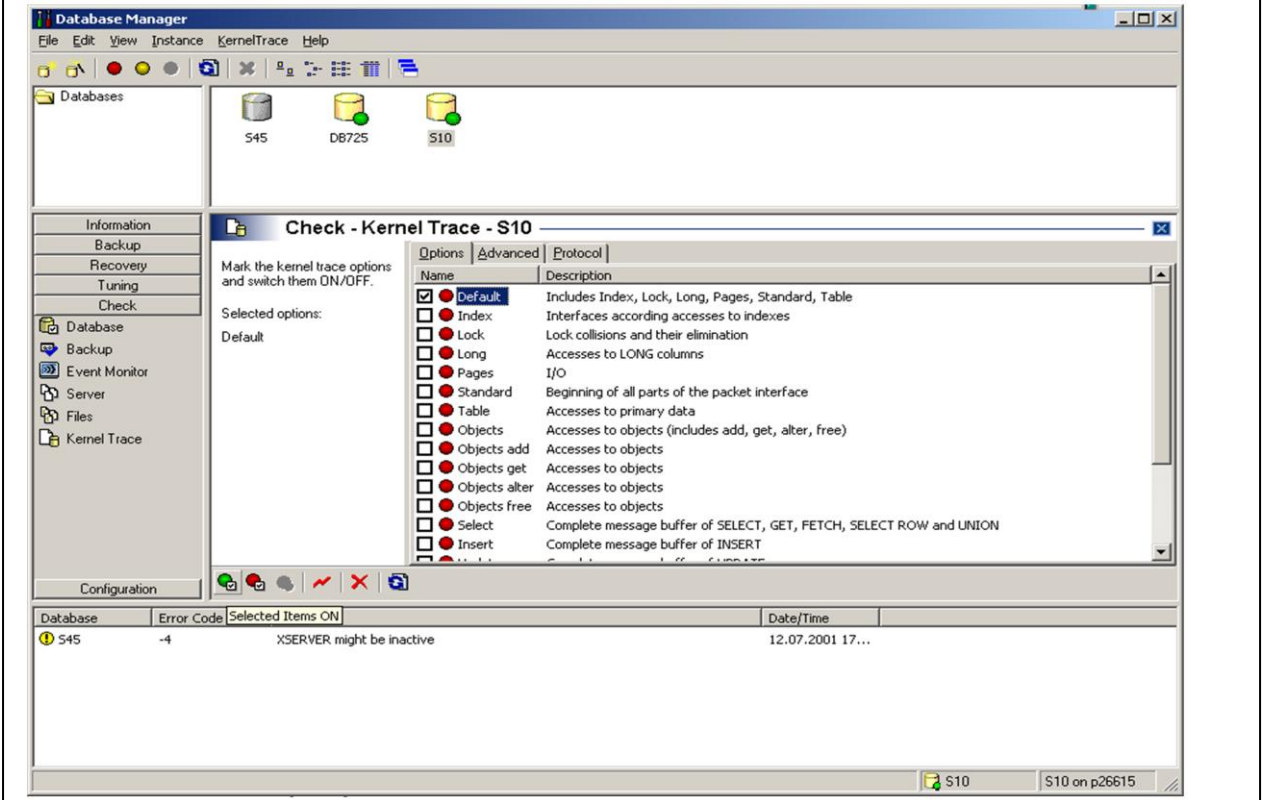 Database Manager
File Edit View Instance KernelTrace Help
Databases
S45 DB725 S10
Information
Backup
Recovery
Tuning
Check
Database
Backup
Event Monitor
Server
Files
Kernel Trace
Configuration
Check - Kernel Trace - S10
Mark the kernel trace options
and switch them ON/OFF.
Selected options:
Default
Options Advanced Protocol
Name Description
Default Includes Index, Lock, Long, Pages, Standard, Table
Index Interfaces according accesses to indexes
Lock Lock collisions and their elimination
Long Accesses to LONG columns
Pages I/O
Standard Beginning of all parts of the packet interface
Table Accesses to primary data
Objects Accesses to objects (includes add, get, alter, free)
Objects add Accesses to objects
Objects get Accesses to objects
Objects alter Accesses to objects
Objects free Accesses to objects
Select Complete message buffer of SELECT, GET, FETCH, SELECT ROW and UNION
Insert Complete message buffer of INSERT
Selected Items ON
Database Error Code Date/Time
S45 -4 XSERVER might be inactive 12.07.2001 17...
S10 S10 on p26615